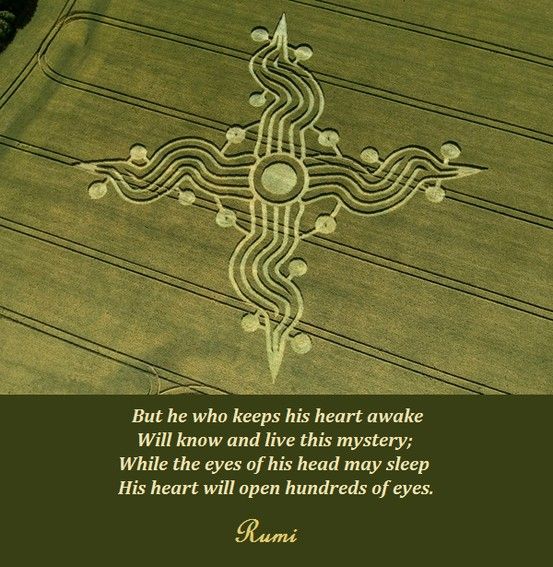 But he who keeps his heart awake
Will know and live this mystery;
While the eyes of his head may sleep
His heart will open hundreds of eyes.
Rumi